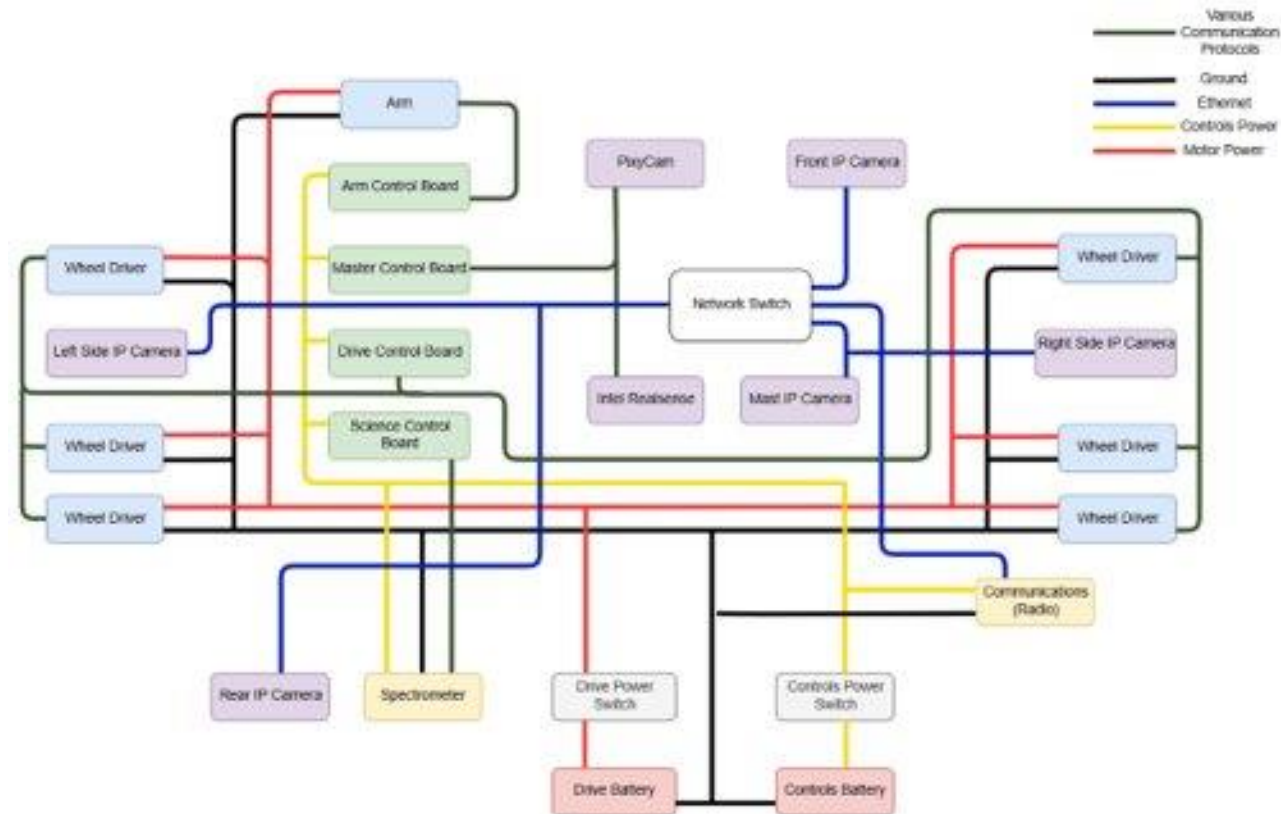 Various
Communication
Protocols
Ground
Ethernet
Controls Power
Motor Power
Arm
PixyCam
Front IP Camera
Arm Control Board
Wheel Driver
Master Control Board
Wheel Driver
Network Switch
Left Side IP Camera
Drive Control Board
Right Side IP Camera
Intel Realsense
Mast IP Camera
Science Control
Board
Wheel Driver
Wheel Driver
Wheel Driver
Wheel Driver
Communications
(Radio)
Rear IP Camera
Spectrometer
Drive Power
Switch
Controls Power
Switch
Drive Battery
Controls Battery